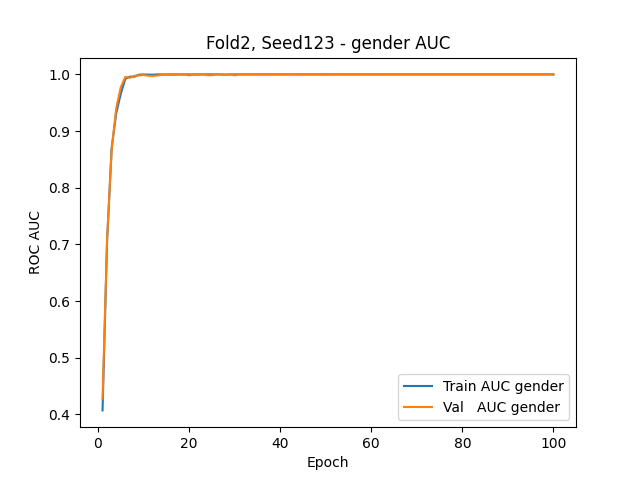 Fold2, Seed123 - gender AUC
1.0
0.9
0.8
0.7
0.6
0.5
0.4
ROC AUC
Train AUC gender
Val   AUC gender
0 20 40 60 80 100
Epoch